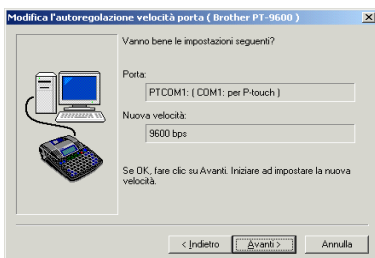 Modifica l'autoregolazione velocità porta ( Brother PT-9600 )
Vanno bene le impostazioni seguenti?
Porta:
PTCOM1: ( COM1: per P-touch )
Nuova velocità:
9600 bps
Se OK, fare clic su Avanti. Iniziare ad impostare la nuova
velocità.
< Indietro Avanti > Annulla